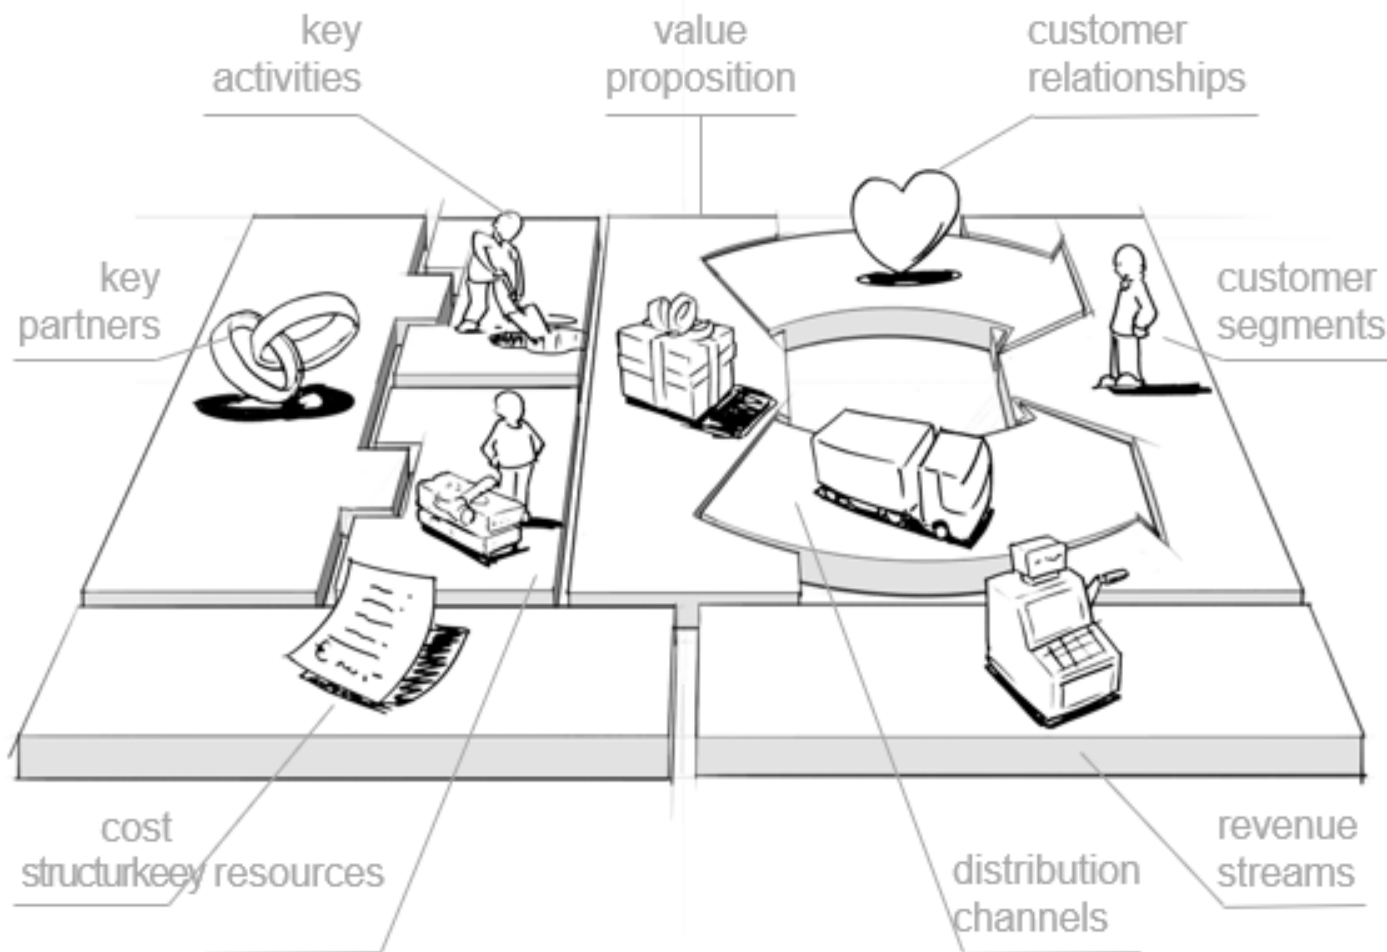 key
activities
value
proposition
customer
relationships
key
partners
customer
segments
cost
structurkeey resources
revenue
streams
distribution
channels